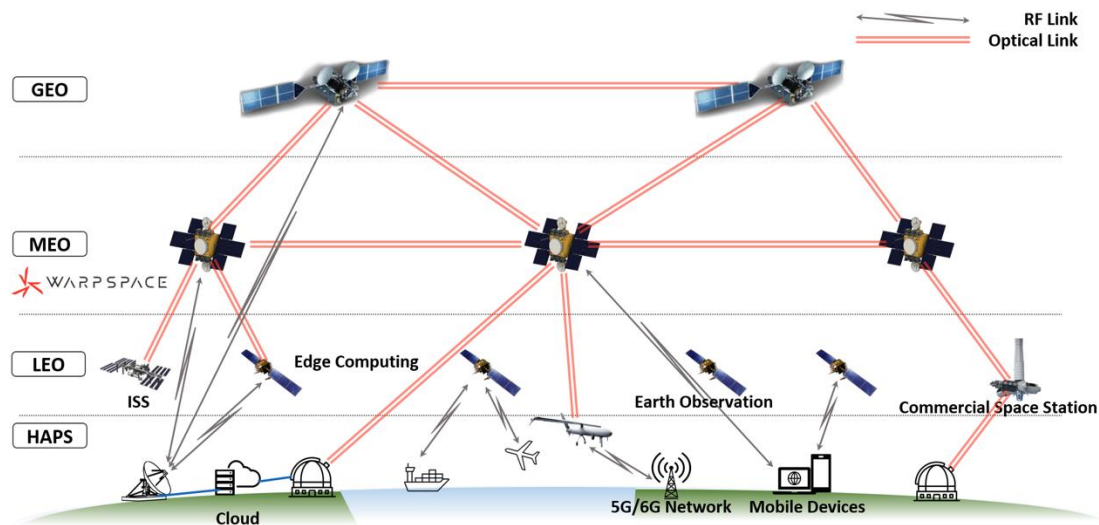 RF Link
Optical Link
GEO
MEO
WARPSPACE
LEO
ISS
Edge Computing
Earth Observation
Commercial Space Station
HAPS
Cloud
5G/6G Network
Mobile Devices